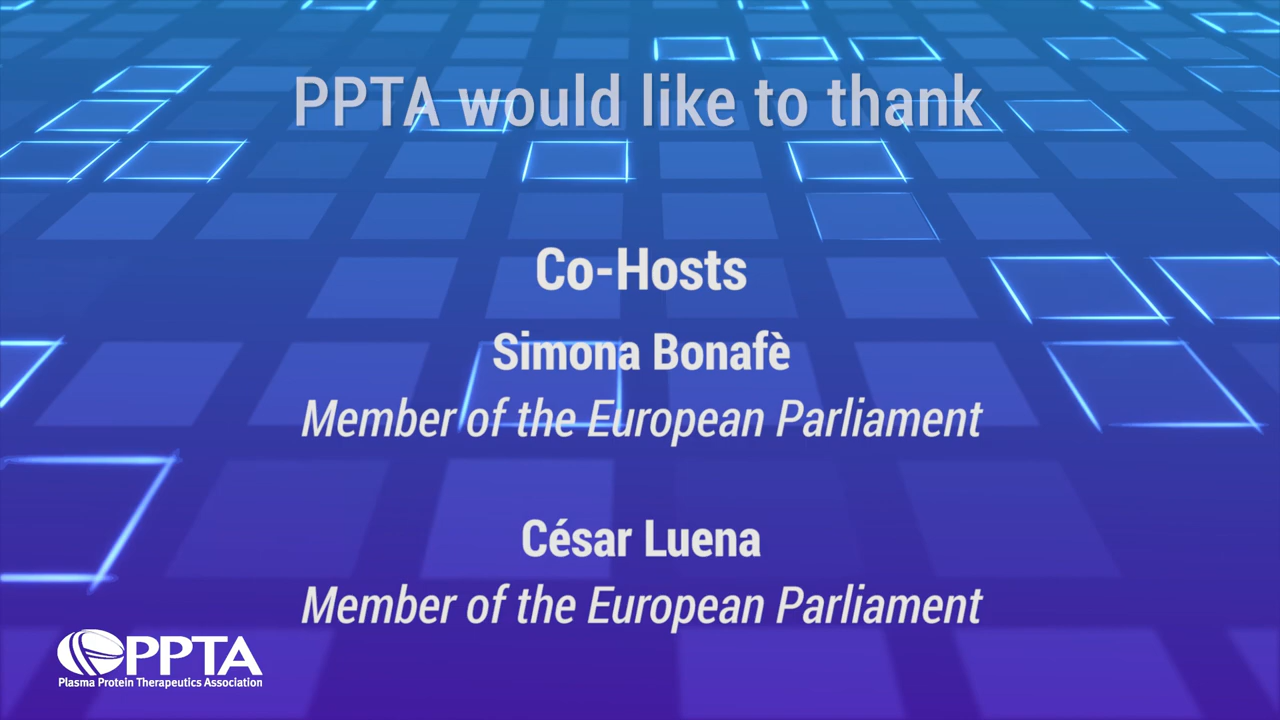 PPTA would like to thank
Co-Hosts
Simona Bonafè
Member of the European Parliament
César Luena
Member of the European Parliament
PPTA
Plasma Protein Therapeutics Association